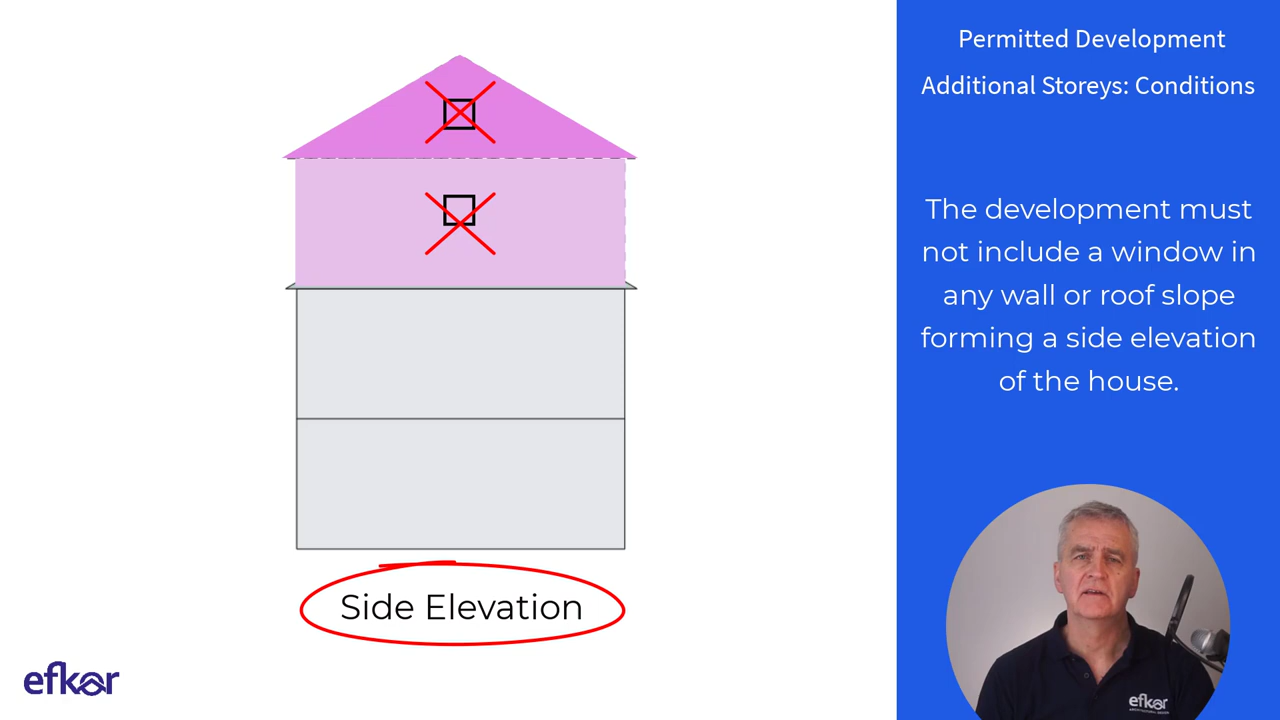 Permitted Development
Additional Storeys: Conditions
The development must
not include a window in
any wall or roof slope
forming a side elevation
of the house.
Side Elevation
efkar
efkar